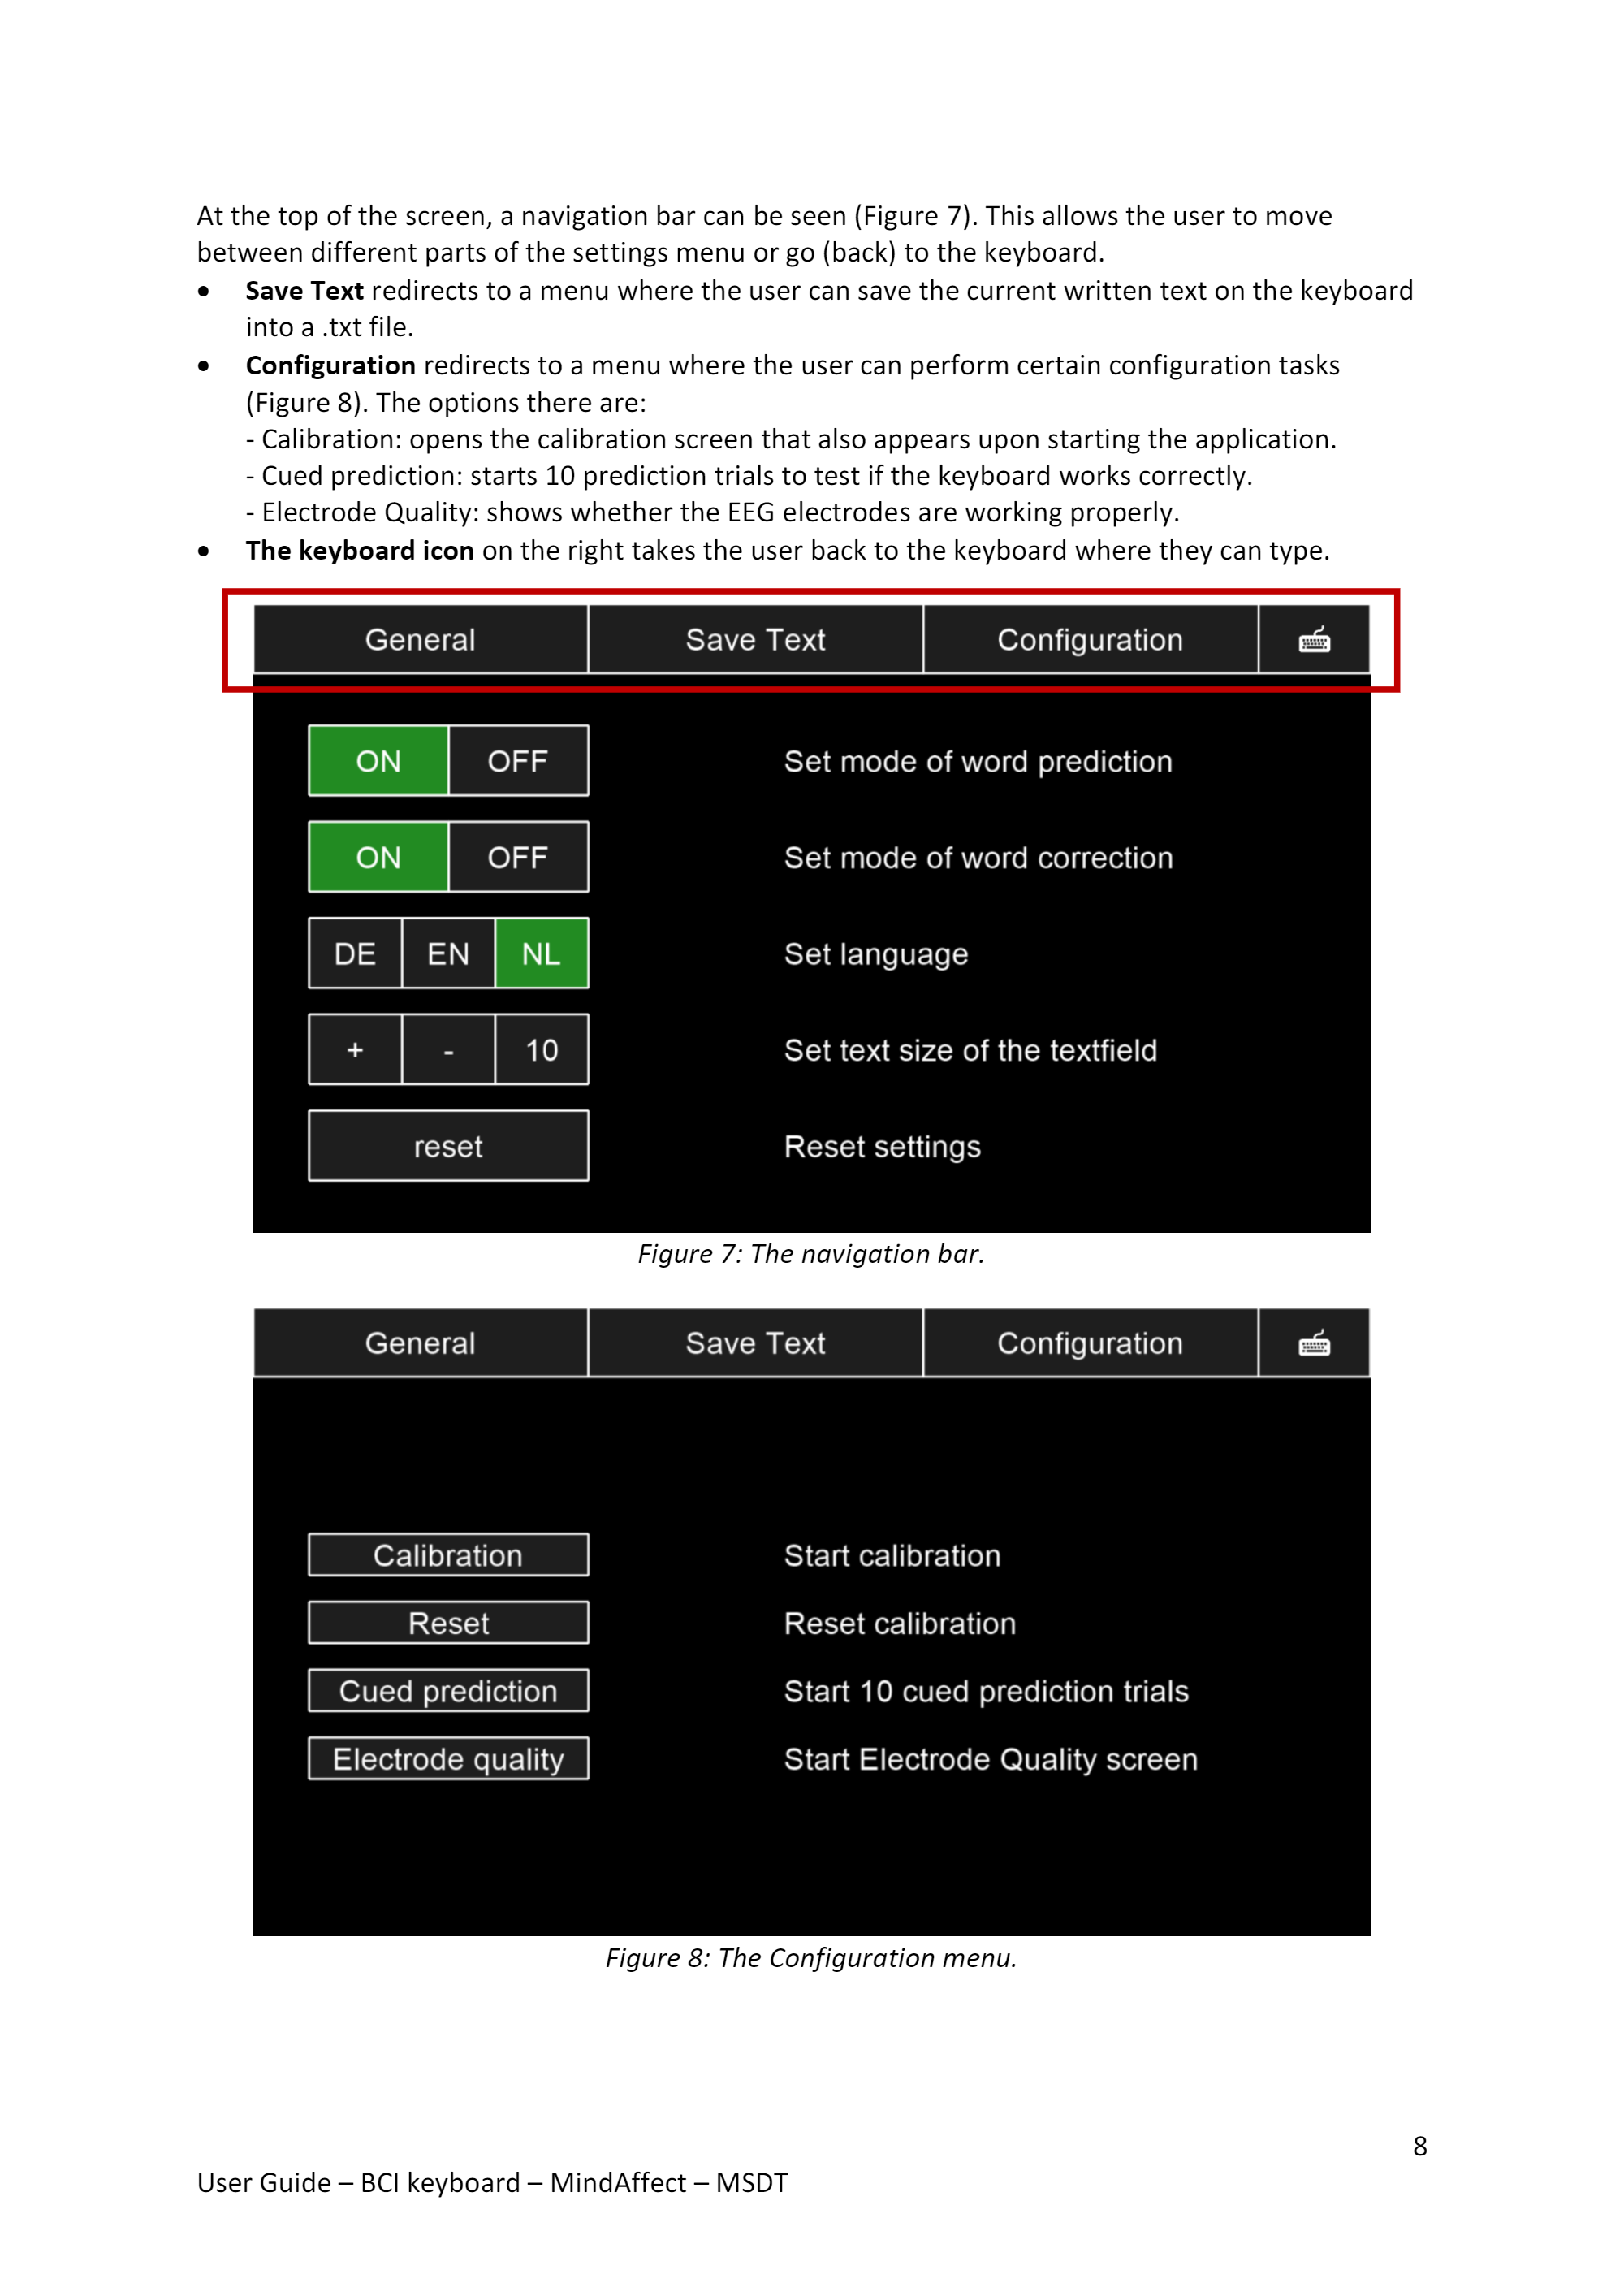 At the top of the screen, a navigation bar can be seen (Figure 7). This allows the user to move
between different parts of the settings menu or go (back) to the keyboard.
• Save Text redirects to a menu where the user can save the current written text on the keyboard
into a .txt file.
• Configuration redirects to a menu where the user can perform certain configuration tasks
(Figure 8). The options there are:
- Calibration: opens the calibration screen that also appears upon starting the application.
- Cued prediction: starts 10 prediction trials to test if the keyboard works correctly.
- Electrode Quality: shows whether the EEG electrodes are working properly.
• The keyboard icon on the right takes the user back to the keyboard where they can type.
General Save Text Configuration
ON OFF Set mode of word prediction
ON OFF Set mode of word correction
DE EN NL Set language
+ - 10 Set text size of the textfield
reset Reset settings
Figure 7: The navigation bar.
General Save Text Configuration
Calibration Start calibration
Reset Reset calibration
Cued prediction Start 10 cued prediction trials
Electrode quality Start Electrode Quality screen
Figure 8: The Configuration menu.
8
User Guide – BCI keyboard – MindAffect – MSDT